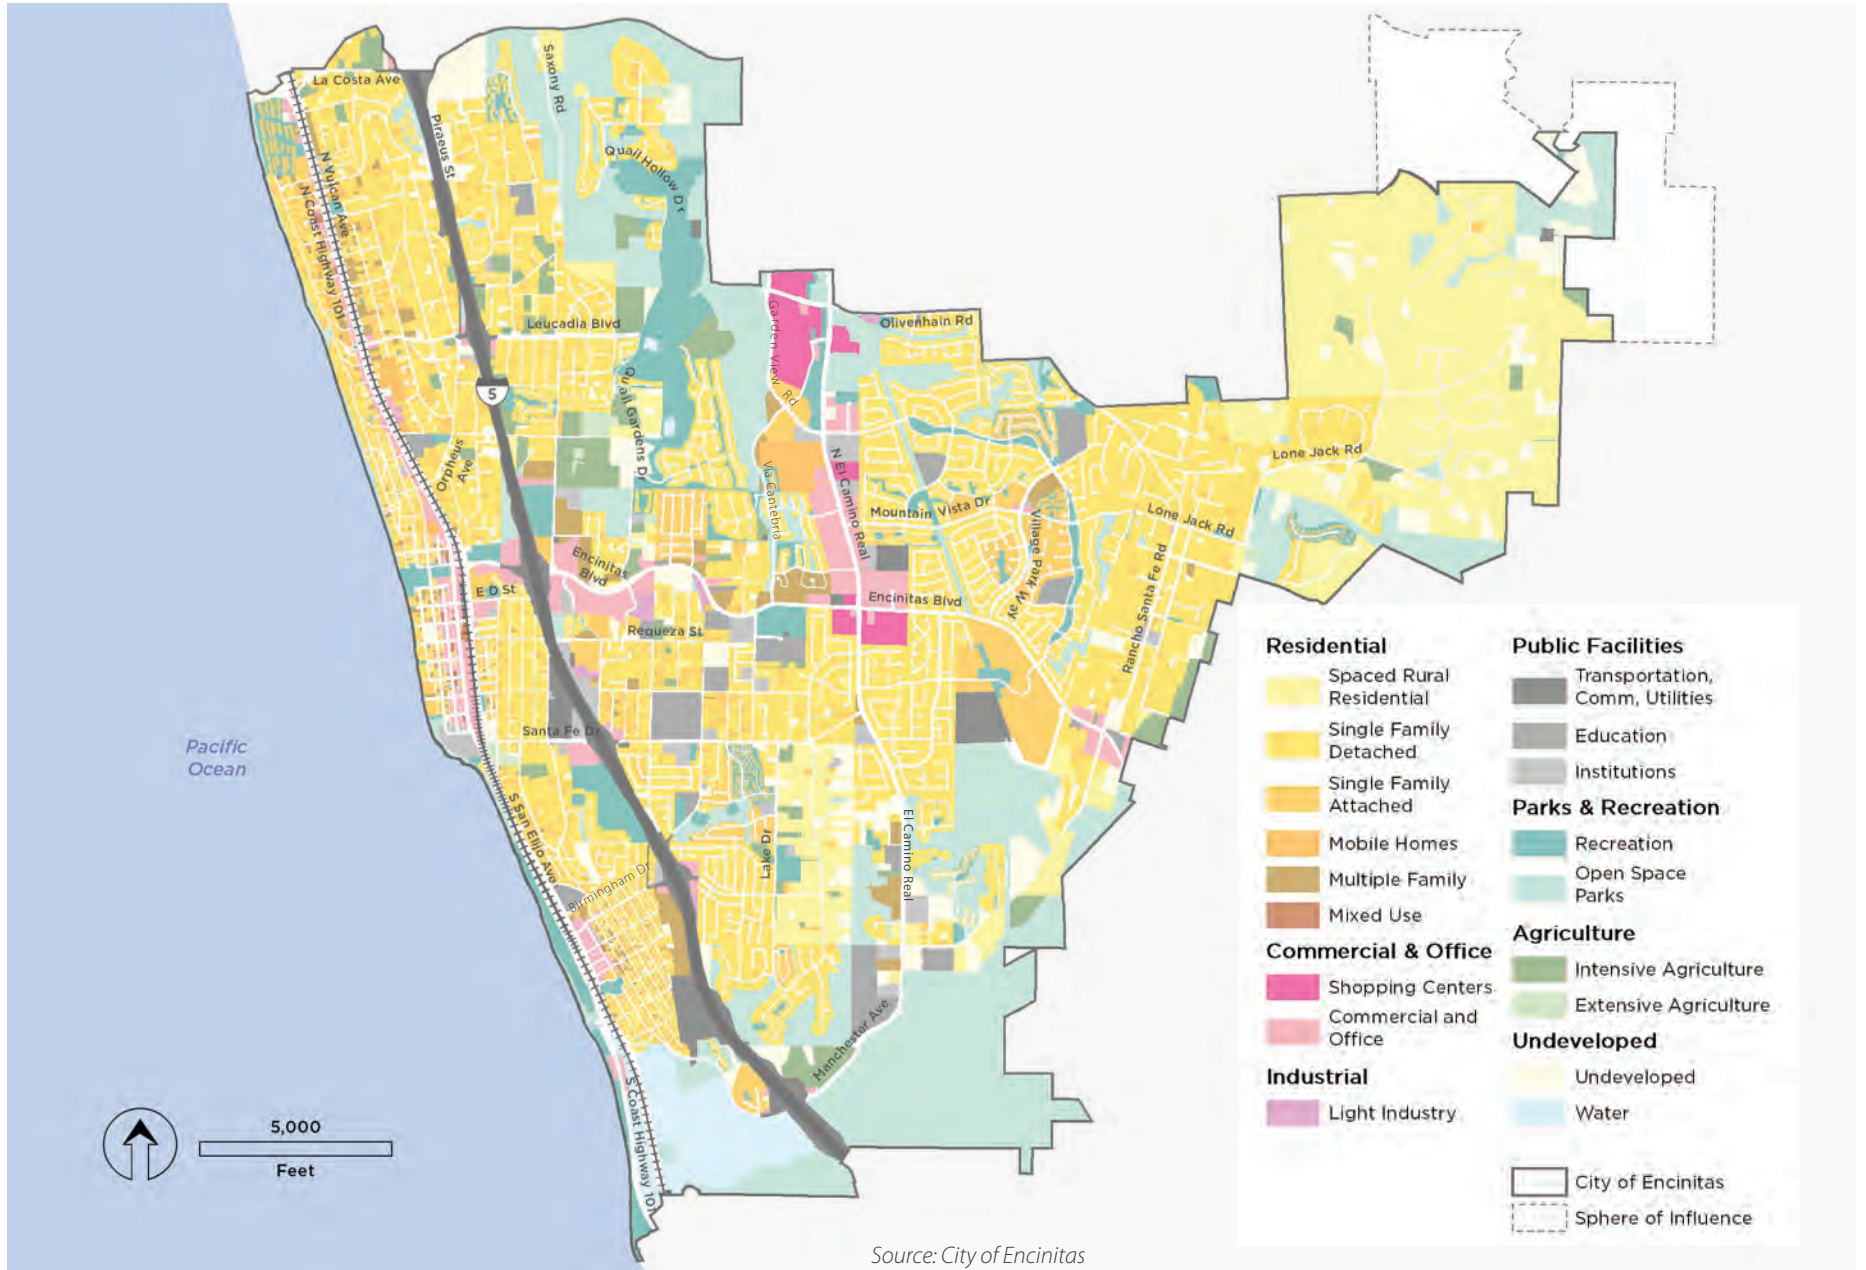 La Costa Ave
Saxony Rd
Piraeus St
Quail Hollow Dr
N Vulcan Ave
N Coast Highway 101
Leucadia Blvd
Garden View Rd
Olivenhain Rd
5
Quail Gardens Dr
Orpheus
Ave
Lone Jack Rd
N El Camino Real
Via Cantebria
Mountain Vista Dr
Village Park Way
Lone Jack Rd
Rancho Santa Fe Rd
Encinitas
Blvd
E D St
Encinitas Blvd
Requeza St
Santa Fe Dr
Pacific
Ocean
S San Elijo Ave
Birmingham Dr
Lake Dr
El Camino Real
Manchester Ave
S Coast Highway 101
5,000
Feet
Residential
Spaced Rural
Residential
Single Family
Detached
Single Family
Attached
Mobile Homes
Multiple Family
Mixed Use
Commercial & Office
Shopping Centers
Commercial and
Office
Industrial
Light Industry
Public Facilities
Transportation,
Comm, Utilities
Education
Institutions
Parks & Recreation
Recreation
Open Space
Parks
Agriculture
Intensive Agriculture
Extensive Agriculture
Undeveloped
Undeveloped
Water
City of Encinitas
Sphere of Influence
Source: City of Encinitas